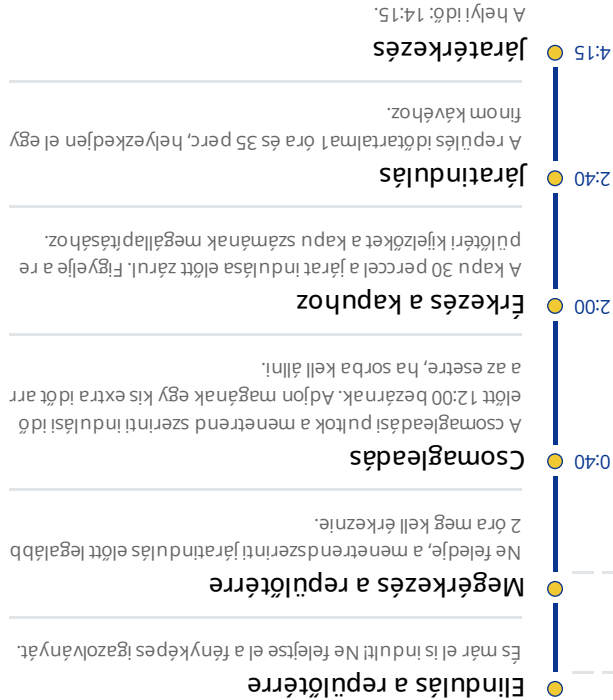 Elindulás a repülőtérre
És már el is indult! Ne felejtse el a fényképes igazolványát.
Megérkezés a repülőtérre
Ne feledje, a menetrendszerinti járatindulás előtt legalább
2 óra meg kell érkeznie.
0:40 Csomagleadás
A csomagleadási pultok a menetrend szerinti indulási idő
előtt 12:00 bezárnak. Adjon magának egy kis extra időt arr
a az esetre, ha sorba kell állni.
2:00 Érkezés a kapuhoz
A kapu 30 perccel a járat indulása előtt zárul. Figyelje a re
pülőtéri kijelzőket a kapu számának megállapításához.
2:40 Járatindulás
A repülés időtartalma1 óra és 35 perc, helyezkedjen el egy
finom kávéhoz.
4:15 Járatérkezés
A helyi idő: 14:15.